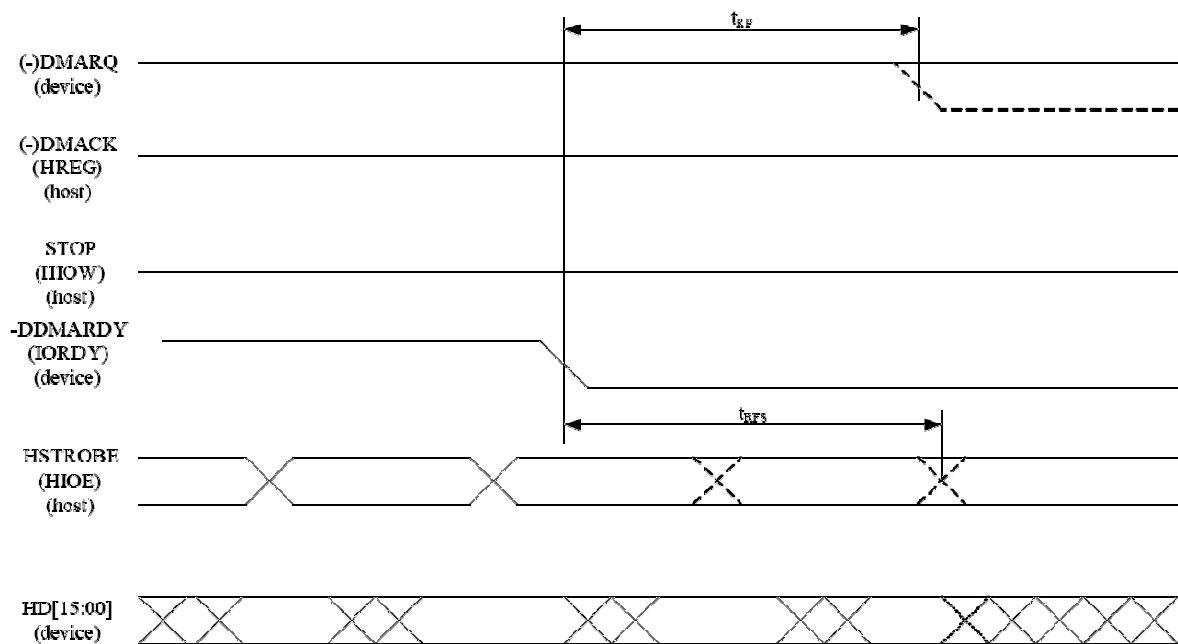 tRP
(-)DMARQ
(device)
(-)DMACK
(HREG)
(host)
STOP
(HIOW)
(host)
-DDMARDY
(IORDY)
(device)
tRFS
HSTROBE
(HIOE)
(host)
HD[15:00]
(device)